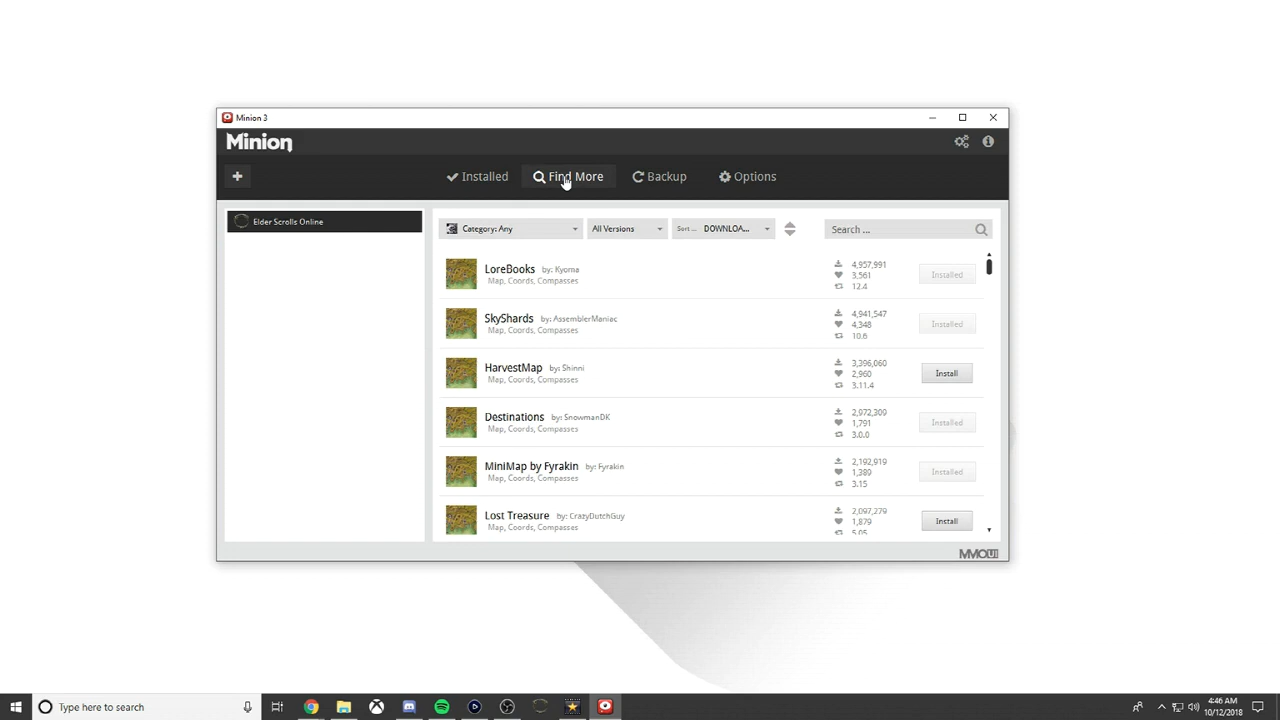 Minion 3
Minion
Installed
Find More
Backup
Options
Elder Scrolls Online
Category: Any
All Versions
Sort ...
DOWNLOA...
Search ...
LoreBooks by: Kyoma
Map, Coords, Compasses
4,957,991
3,561
12.4
Installed
SkyShards by: AssemblerManiac
Map, Coords, Compasses
4,941,547
4,348
10.6
Installed
HarvestMap by: Shinni
Map, Coords, Compasses
3,396,060
2,960
3.11.4
Install
Destinations by: SnowmanDK
Map, Coords, Compasses
2,972,309
1,791
3.0.0
Installed
MiniMap by Fyrakin by: Fyrakin
Map, Coords, Compasses
2,192,919
1,389
3.15
Installed
Lost Treasure by: CrazyDutchGuy
Map, Coords, Compasses
2,097,279
1,879
5.05
Install
MMOUI
Type here to search
4:46 AM
10/12/2018